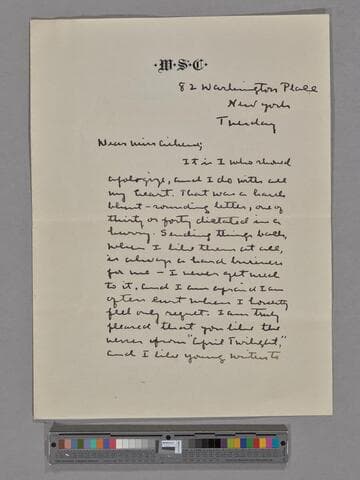 ·W·S·C·
82 Washington Place
New York
Tuesday
Dear Miss
It is I who should
apologize, and I do with all
my heart. That was a harsh
blunt-sounding letter, one of
thirty or forty dictated in a
hurry. Sending things back,
when I like them at all,
is always a hard business
for me — I never get used
to it, and I am afraid I am
often curt when I honestly
feel only regret. I am truly
pleased that you like the
verses from "April Twilight,"
and I like young writers to